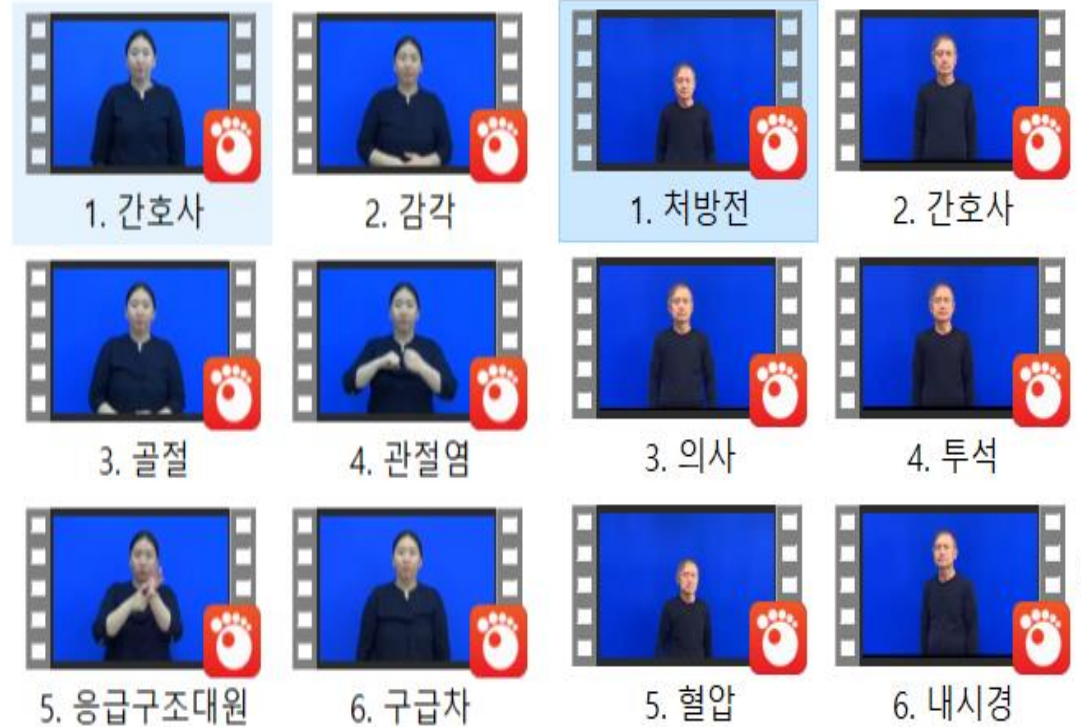 1. 간호사 2. 감각 1. 처방전 2. 간호사
3. 골절 4. 관절염 3. 의사 4. 투석
5. 응급구조대원 6. 구급차 5. 혈압 6. 내시경